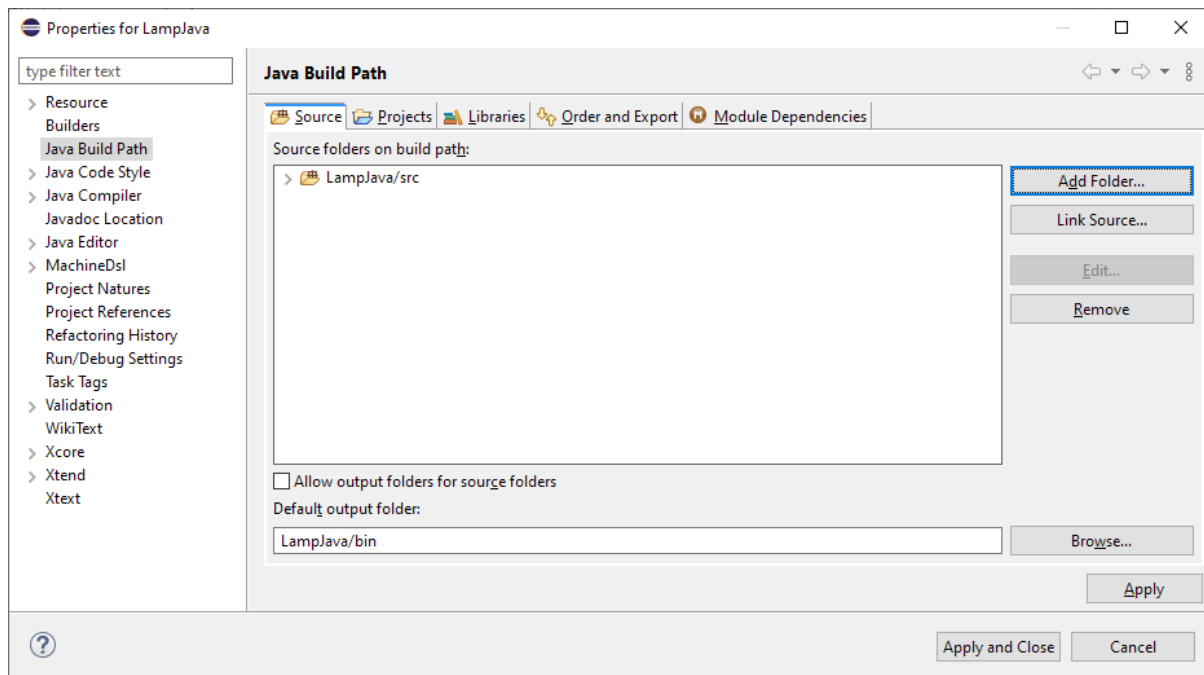 Properties for LampJava
type filter text
Resource
Builders
Java Build Path
Java Code Style
Java Compiler
Javadoc Location
Java Editor
MachineDsl
Project Natures
Project References
Refactoring History
Run/Debug Settings
Task Tags
Validation
WikiText
Xcore
Xtend
Xtext
Java Build Path
Source Projects Libraries Order and Export Module Dependencies
Source folders on build path:
LampJava/src
Add Folder...
Link Source...
Edit...
Remove
Allow output folders for source folders
Default output folder:
LampJava/bin
Browse...
Apply
Apply and Close Cancel